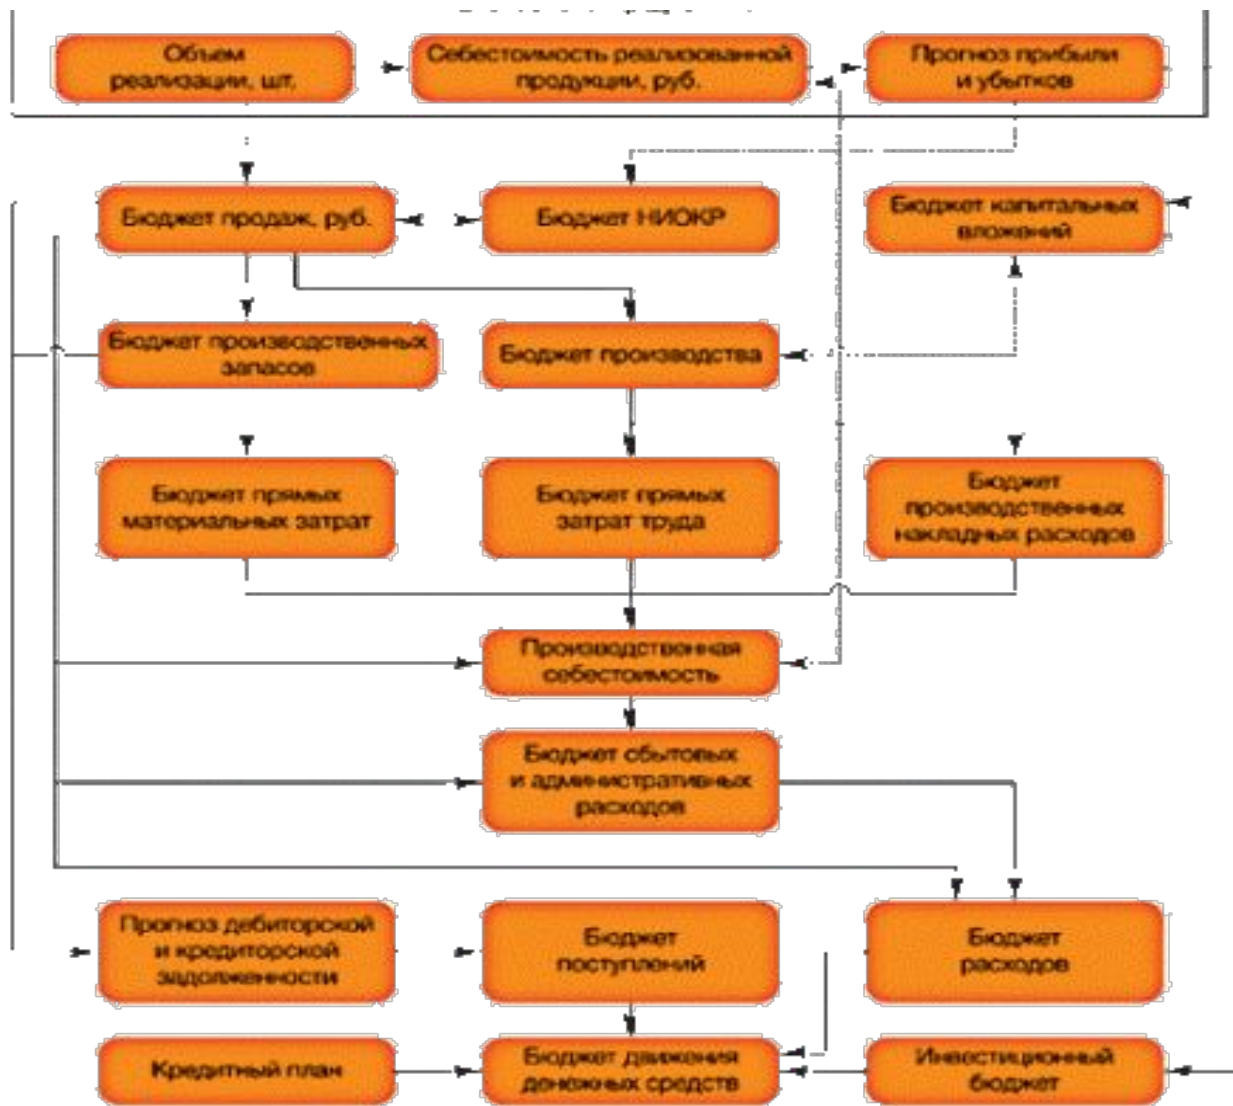 Объем
реализации, шт.
Себестоимость реализованной
продукции, руб.
Прогноз прибыли
и убытков
Бюджет продаж, руб.
Бюджет НИОКР
Бюджет капитальных
вложений
Бюджет производственных
запасов
Бюджет производства
Бюджет прямых
материальных затрат
Бюджет прямых
затрат труда
Бюджет
производственных
накладных расходов
Производственная
себестоимость
Бюджет сбытовых
и административных
расходов
Прогноз дебиторской
и кредиторской
задолженности
Бюджет
поступлений
Бюджет
расходов
Кредитный план
Бюджет движения
денежных средств
Инвестиционный
бюджет